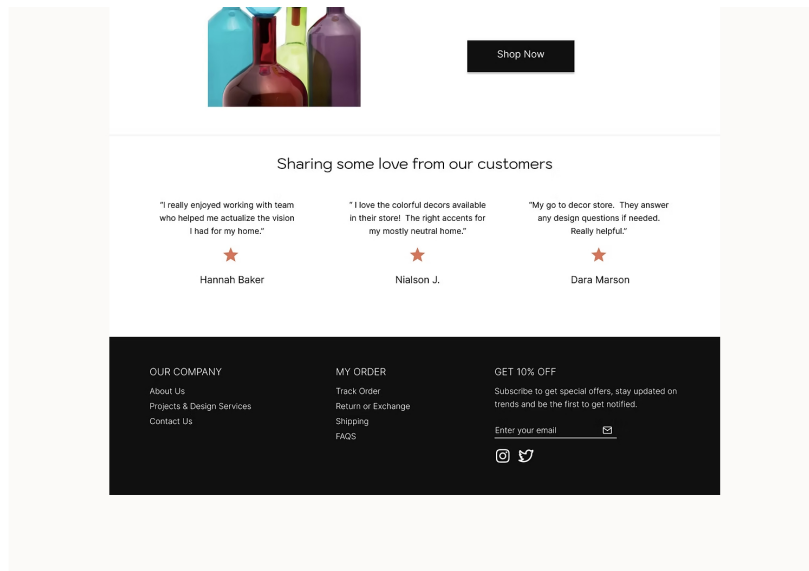 Shop Now
Sharing some love from our customers
"I really enjoyed working with team
who helped me actualize the vision
I had for my home."
Hannah Baker
" I love the colorful decors available
in their store!  The right accents for
my mostly neutral home."
Nialson J.
"My go to decor store.  They answer
any design questions if needed.
Really helpful."
Dara Marson
OUR COMPANY
About Us
Projects & Design Services
Contact Us
MY ORDER
Track Order
Return or Exchange
Shipping
FAQS
GET 10% OFF
Subscribe to get special offers, stay updated on
trends and be the first to get notified.
Enter your email